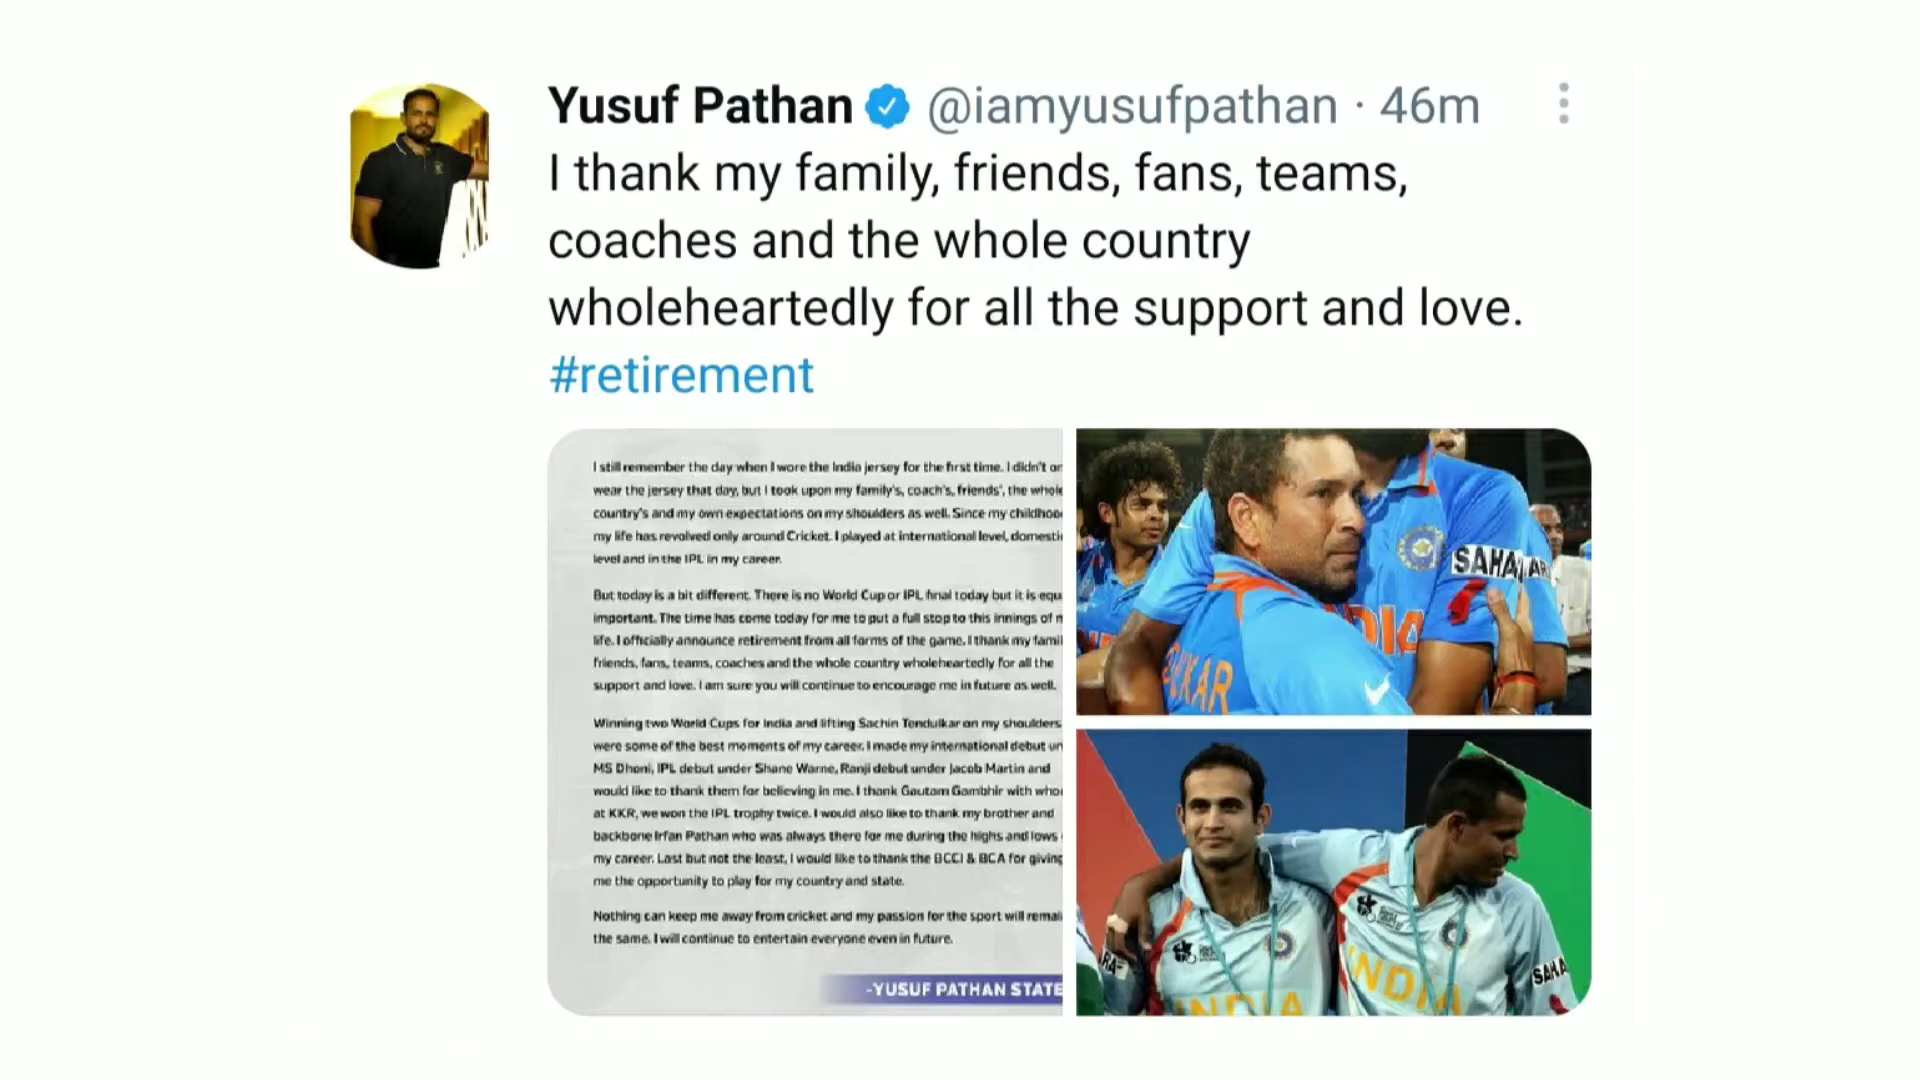 Yusuf Pathan @iamyusufpathan · 46m
I thank my family, friends, fans, teams,
coaches and the whole country
wholeheartedly for all the support and love.
#retirement
I still remember the day when I wore the India jersey for the first time. I didn't
wear the jersey that day, but I took upon my family's, coach's, friends', the whole
country's and my own expectations on my shoulders as well. Since my childhoo
my life has revolved only around Cricket. I played at international level, domesti
level and in the IPL in my career.
But today is a bit different. There is no World Cup or IPL final today but it is equ
important. The time has come today for me to put a full stop to this innings of
life. I officially announce retirement from all forms of the game. I thank my fami
friends, fans, teams, coaches and the whole country wholeheartedly for all the
support and love. I am sure you will continue to encourage me in future as well.
Winning two World Cups for India and lifting Sachin Tendulkar on my shoulders
were some of the best moments of my career. I made my international debut un
MS Dhoni, IPL debut under Shane Warne, Ranji debut under Jacob Martin and
would like to thank them for believing in me. I thank Gautam Gambhir with who
at KKR, we won the IPL trophy twice. I would also like to thank my brother and
backbone Irfan Pathan who was always there for me during the highs and lows
my career. Last but not the least, I would like to thank the BCCI & BCA for giving
me the opportunity to play for my country and state.
Nothing can keep me away from cricket and my passion for the sport will remai
the same. I will continue to entertain everyone even in future.
-YUSUF PATHAN STATE
SAHA
AR
DIA
KAR
RA
INDIA
INDI
SAHA